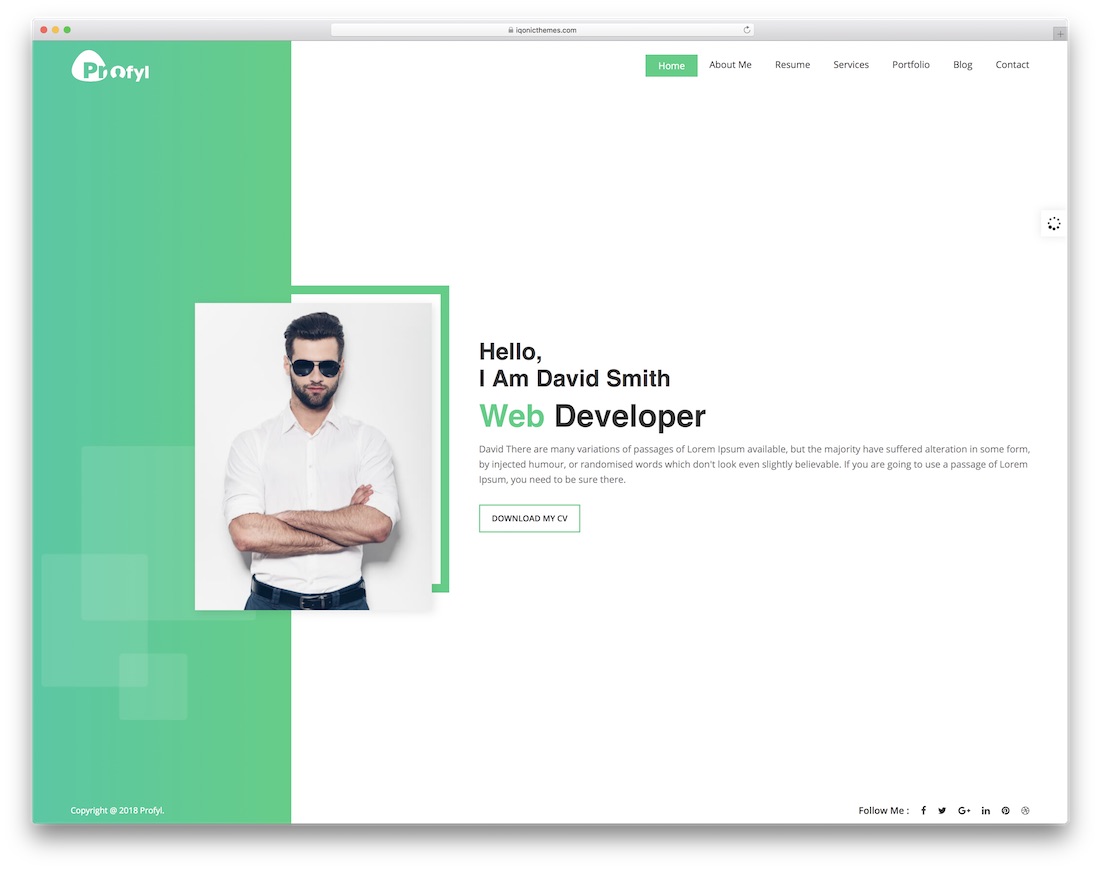 iqonicthemes.com
Profyl
Home About Me Resume Services Portfolio Blog Contact
Hello,
I Am David Smith
Web Developer
David There are many variations of passages of Lorem Ipsum available, but the majority have suffered alteration in some form,
by injected humour, or randomised words which don't look even slightly believable. If you are going to use a passage of Lorem
Ipsum, you need to be sure there.
DOWNLOAD MY CV
Copyright @ 2018 Profyl.
Follow Me :